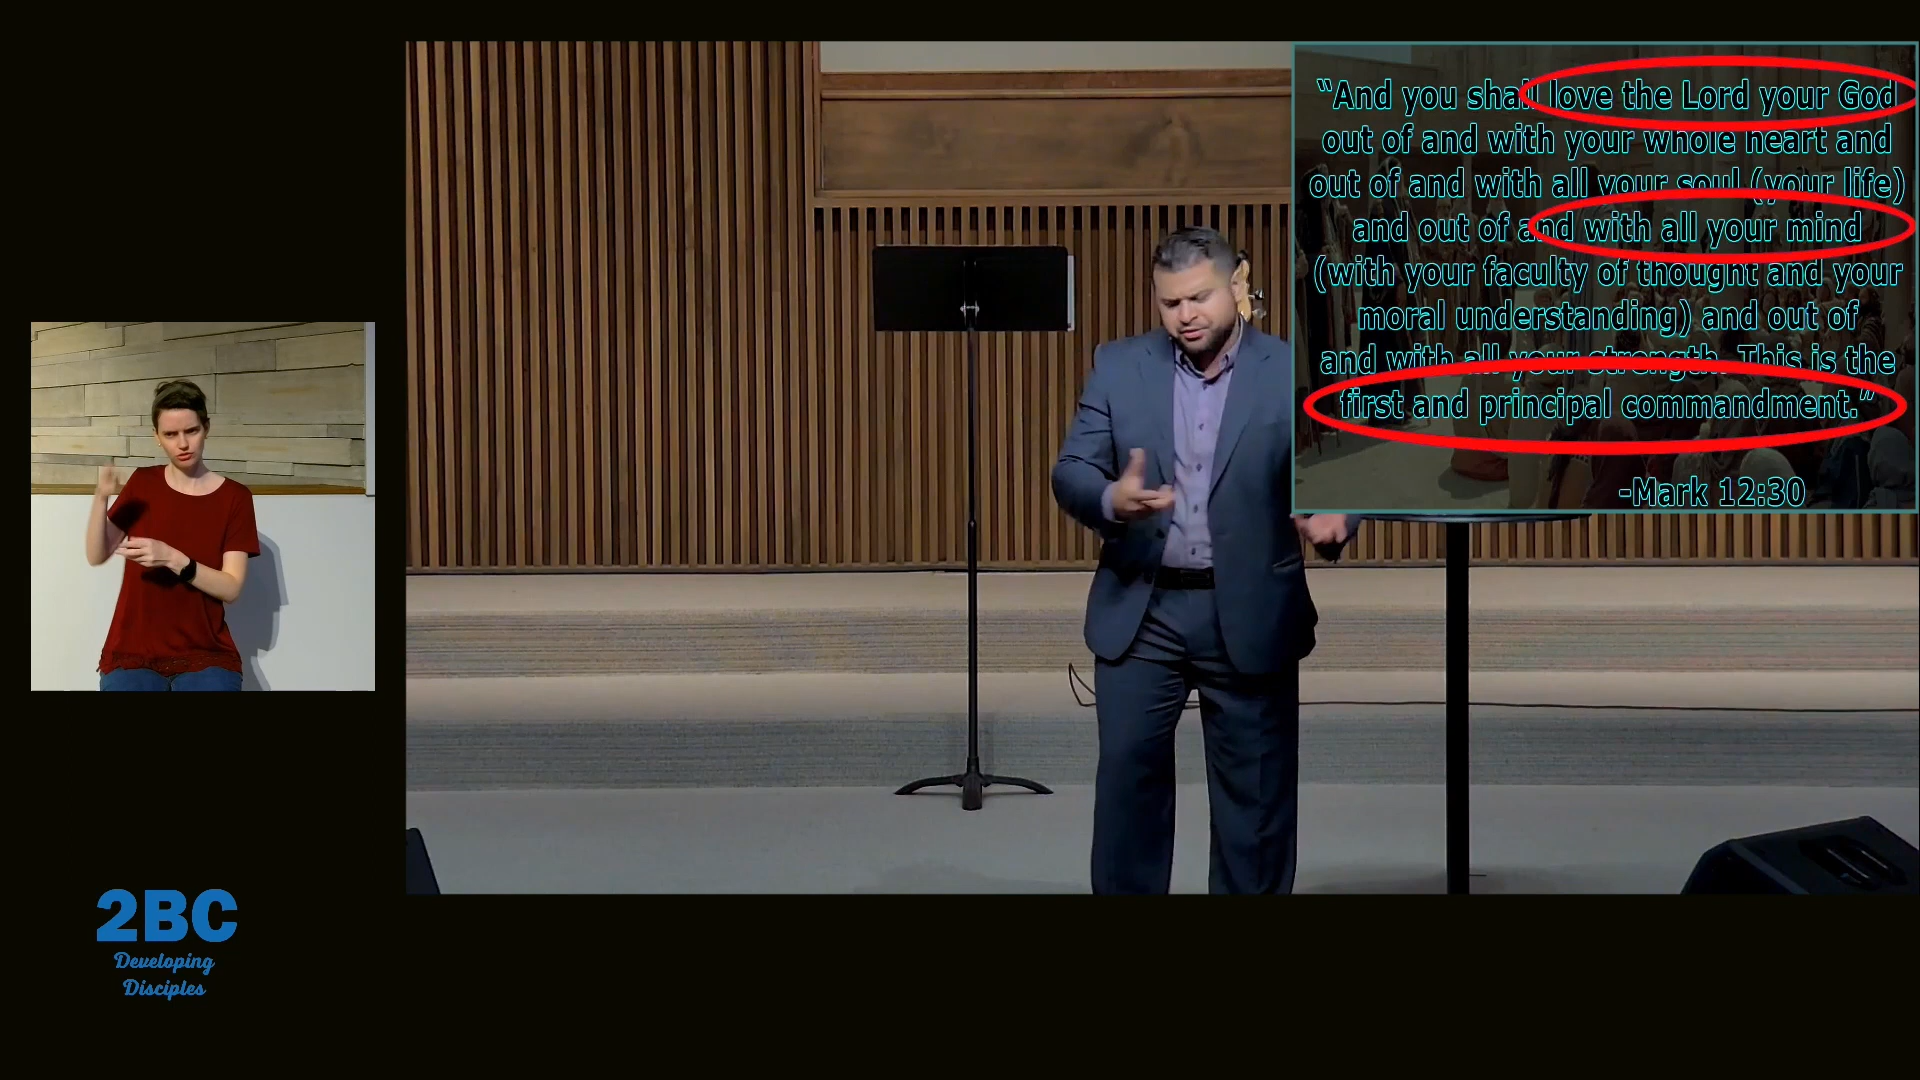 “And you shall love the Lord your God
out of and with your whole heart and
out of and with all your soul (your life)
and out of and with all your mind
(with your faculty of thought and your
moral understanding) and out of
and with all your strength. This is the
first and principal commandment.”
-Mark 12:30
2BC
Developing
Disciples